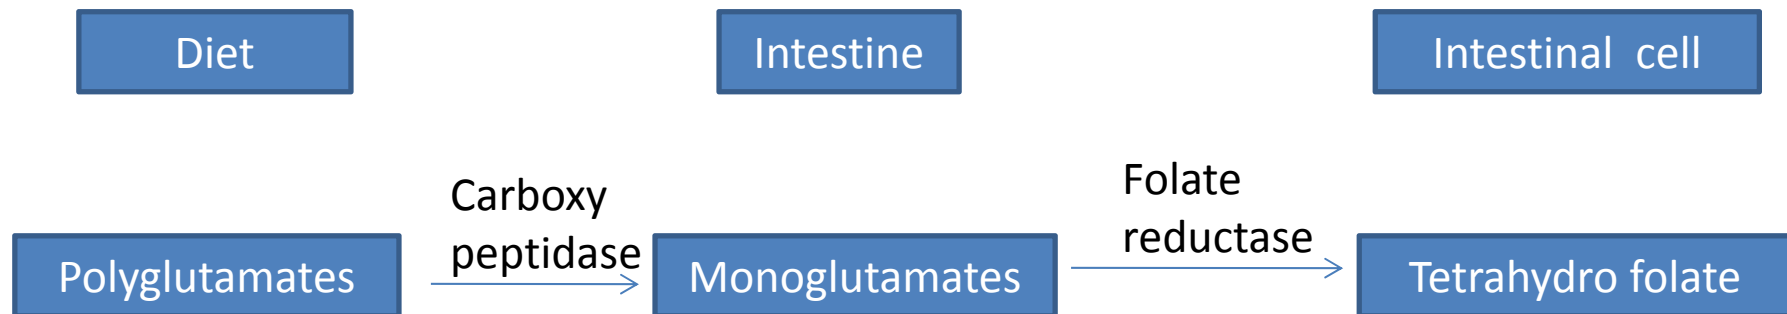 Diet
Intestine
Intestinal cell
Carboxy
peptidase
Folate
reductase
Polyglutamates
Monoglutamates
Tetrahydro folate